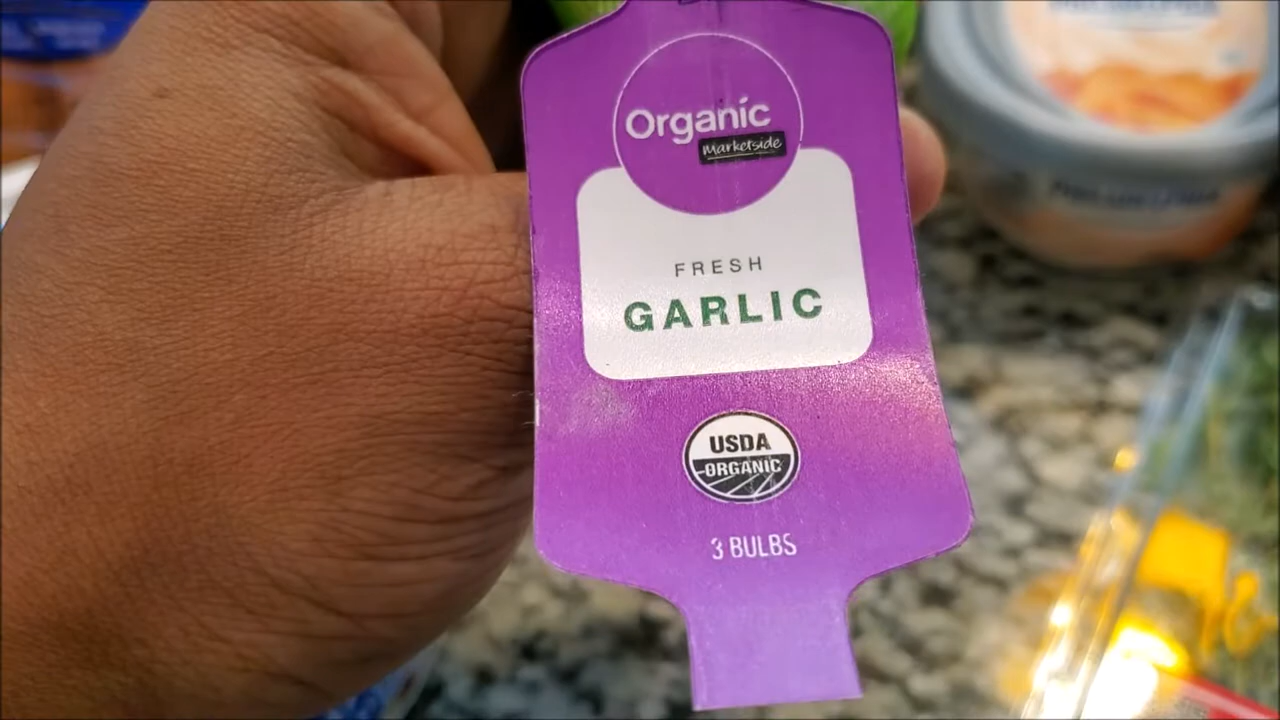 Organic
Marketside
FRESH
GARLIC
USDA
ORGANIC
3 BULBS